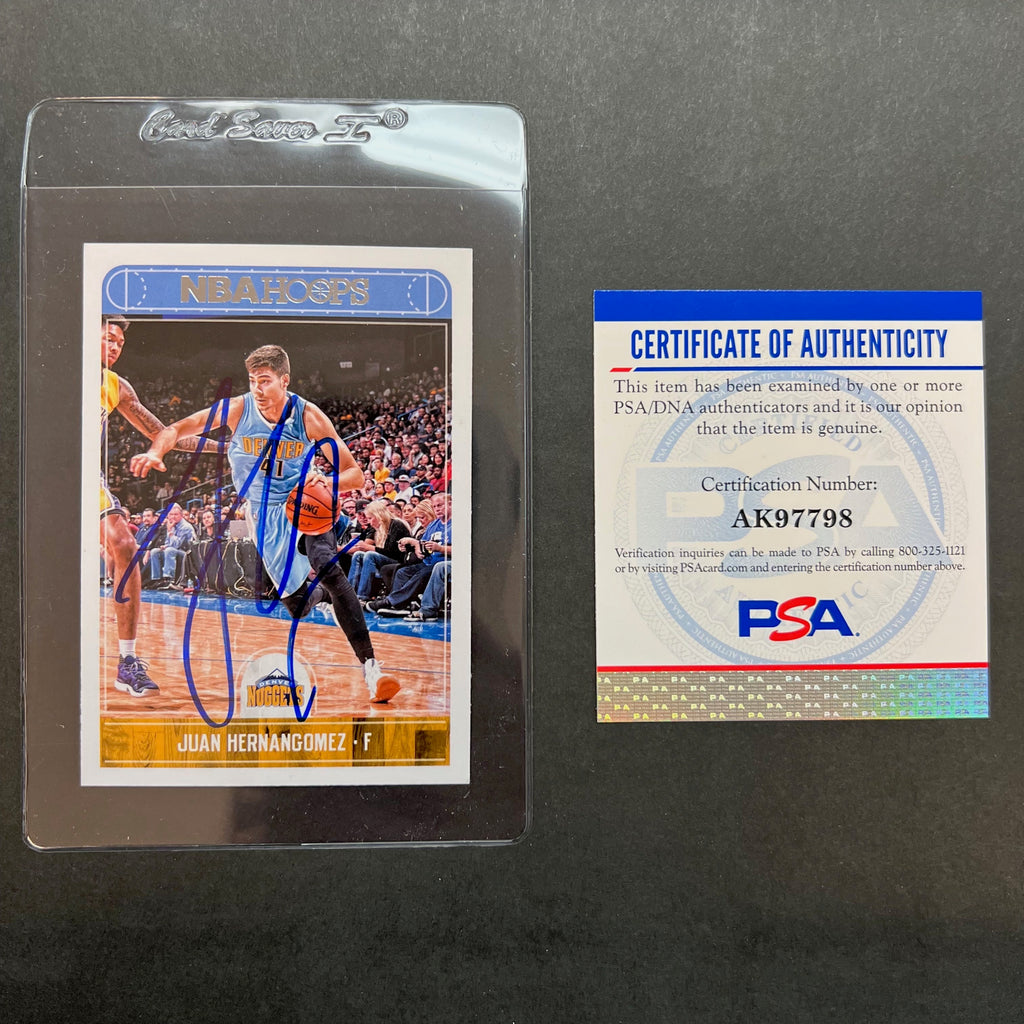 Card Saver I®
NBA HOOPS
DENVER
41
SPALDING
DENVER
NUGGETS
JUAN HERNANGOMEZ • F
CERTIFICATE OF AUTHENTICITY
This item has been examined by one or more
PSA/DNA authenticators and it is our opinion
that the item is genuine.
Certification Number:
AK97798
Verification inquiries can be made to PSA by calling 800-325-1121
or by visiting PSAcard.com and entering the certification number above.
PSA.